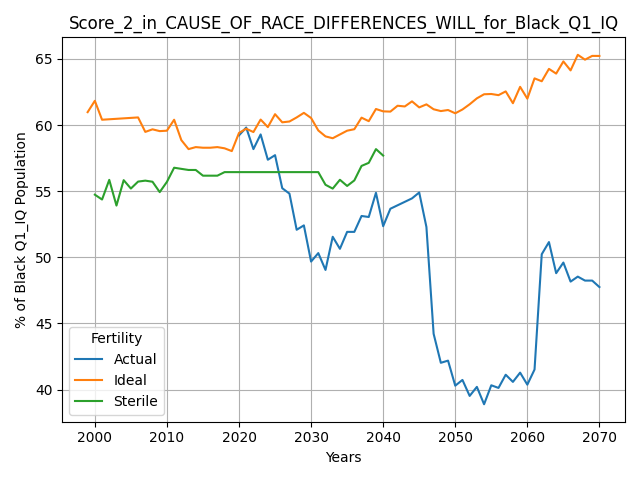 Score_2_in_CAUSE_OF_RACE_DIFFERENCES_WILL_for_Black_Q1_IQ
% of Black Q1_IQ Population
65
60
55
50
45
40
Fertility
Actual
Ideal
Sterile
2000 2010 2020 2030 2040 2050 2060 2070
Years